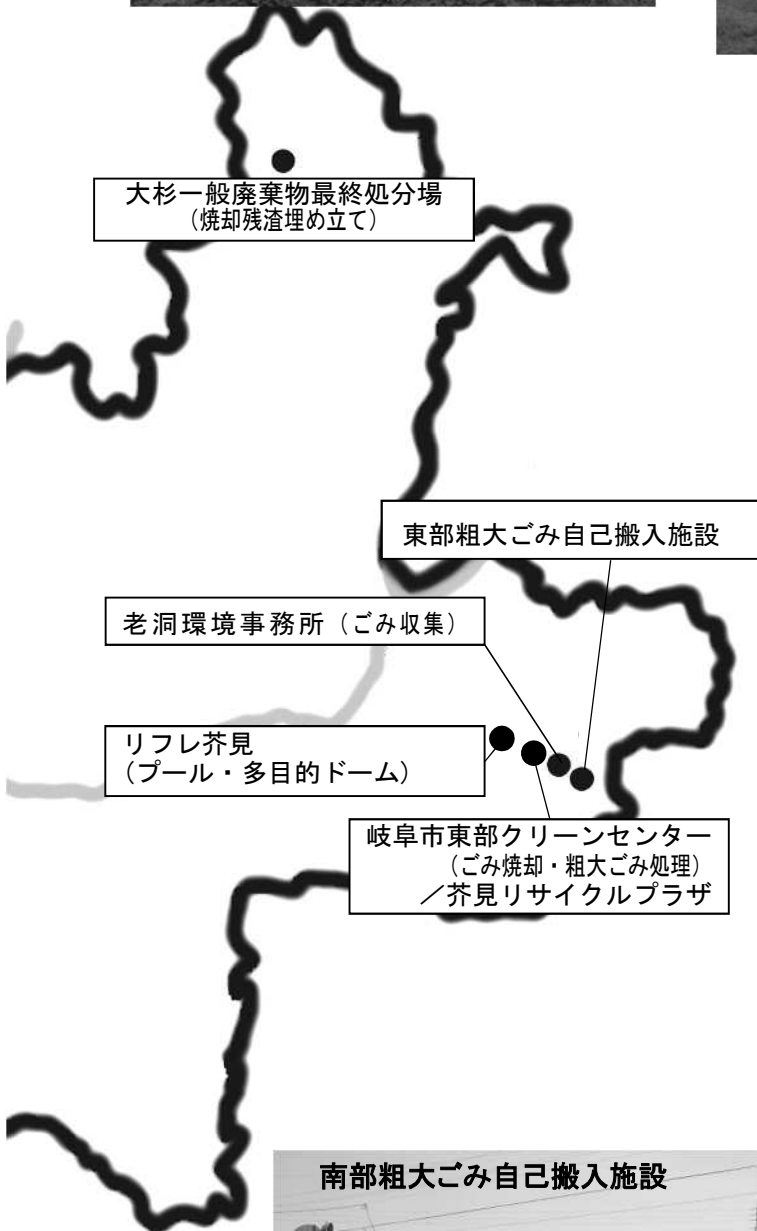 大杉一般廃棄物最終処分場
（焼却残渣埋め立て）
東部粗大ごみ自己搬入施設
老洞環境事務所（ごみ収集）
リフレ芥見
（プール・多目的ドーム）
岐阜市東部クリーンセンター
（ごみ焼却・粗大ごみ処理）
／芥見リサイクルプラザ
南部粗大ごみ自己搬入施設